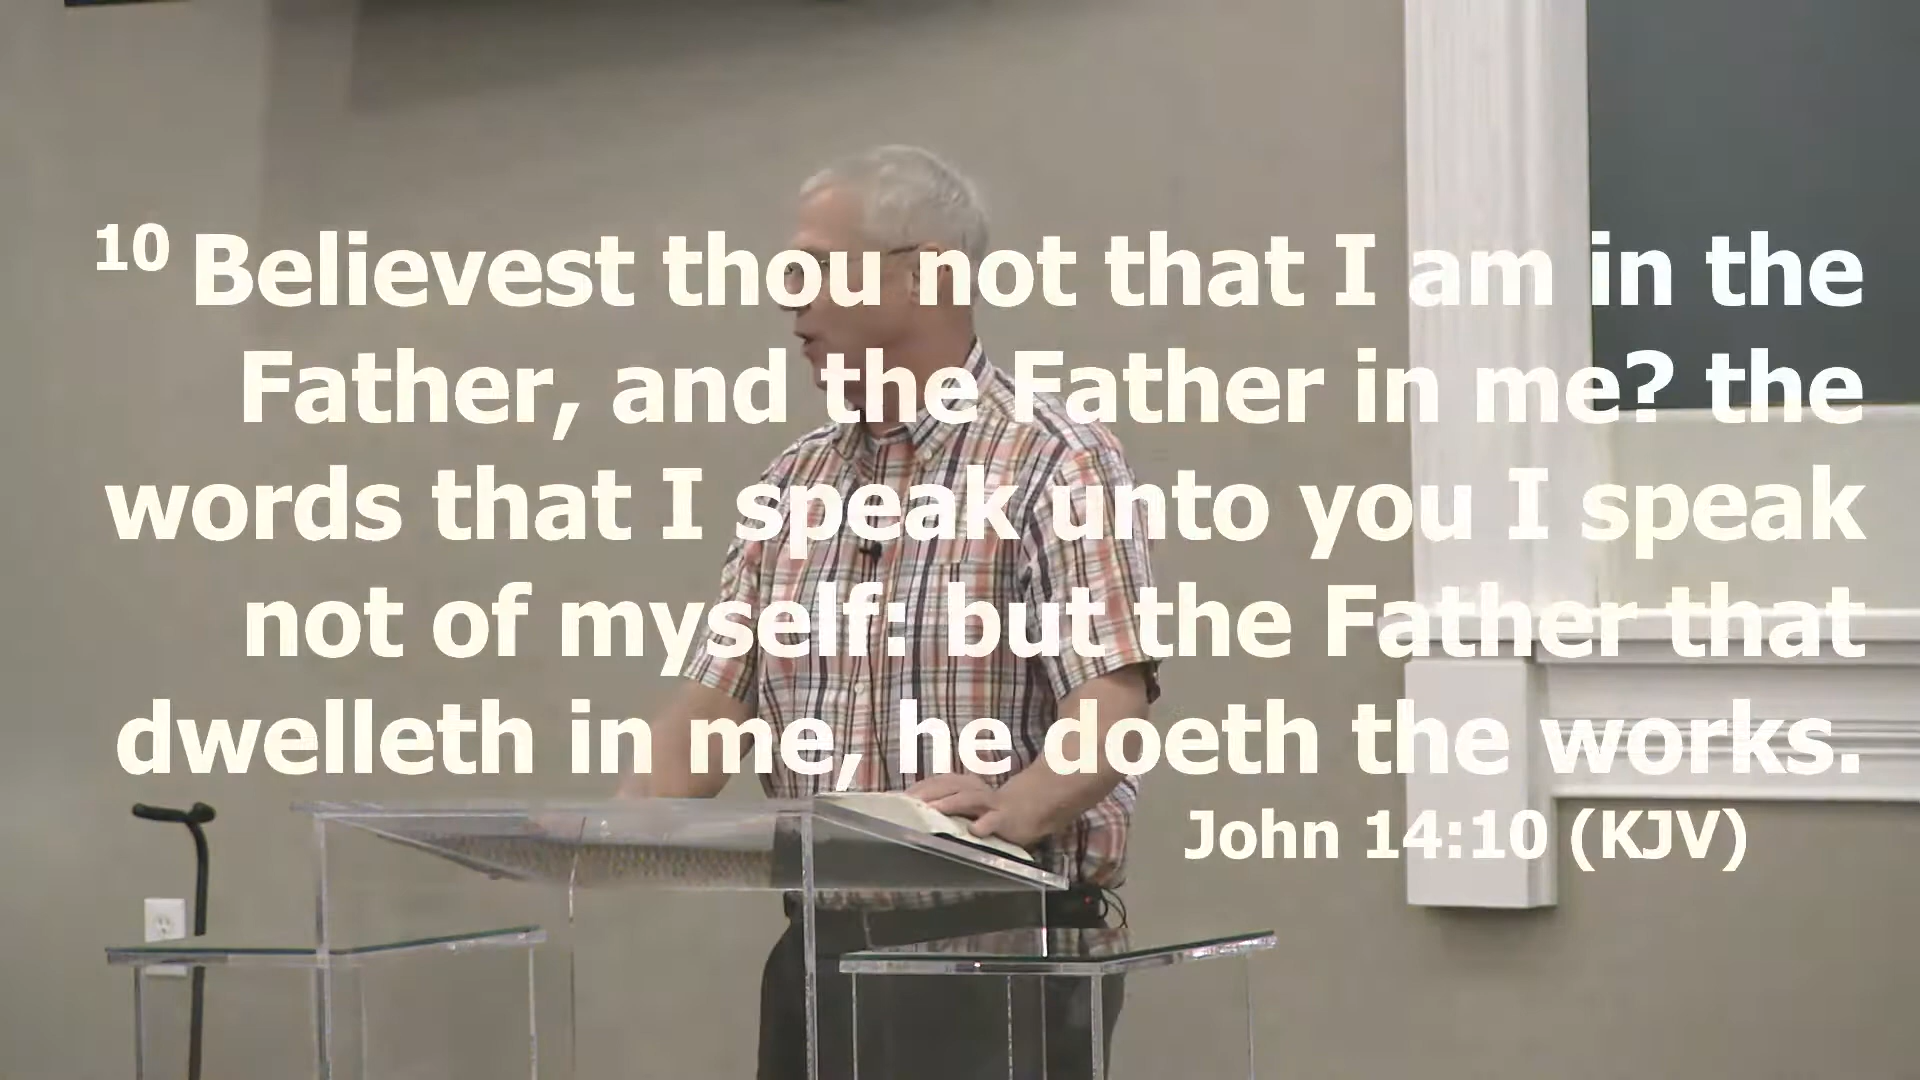 10 Believest thou not that I am in the
Father, and the Father in me? the
words that I speak unto you I speak
not of myself: but the Father that
dwelleth in me, he doeth the works.
John 14:10 (KJV)